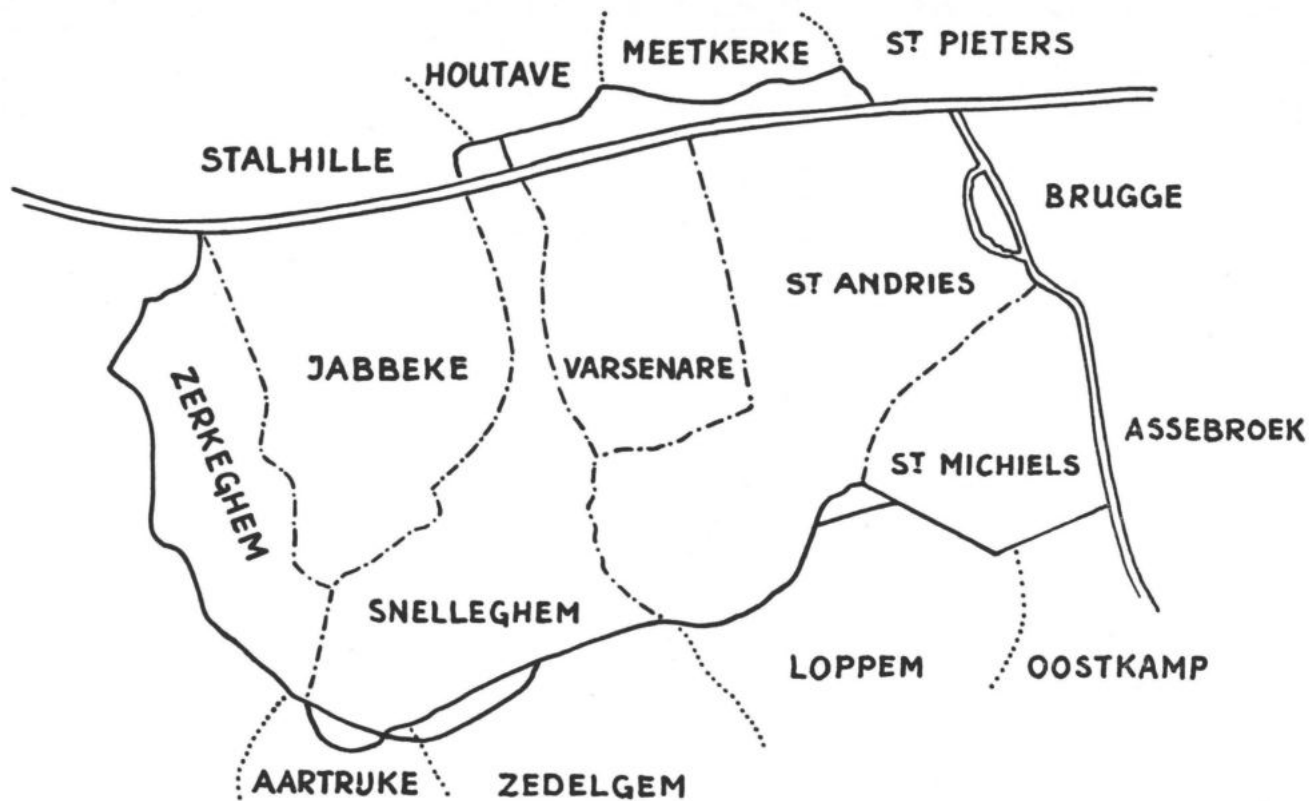 MEETKERKE
ST PIETERS
HOUTAVE
STALHILLE
BRUGGE
ST ANDRIES
JABBEKE
VARSENARE
ZERKEGHEM
ASSEBROEK
ST MICHIELS
SNELLEGHEM
LOPPEM
OOSTKAMP
AARTRIJKE
ZEDELGEM